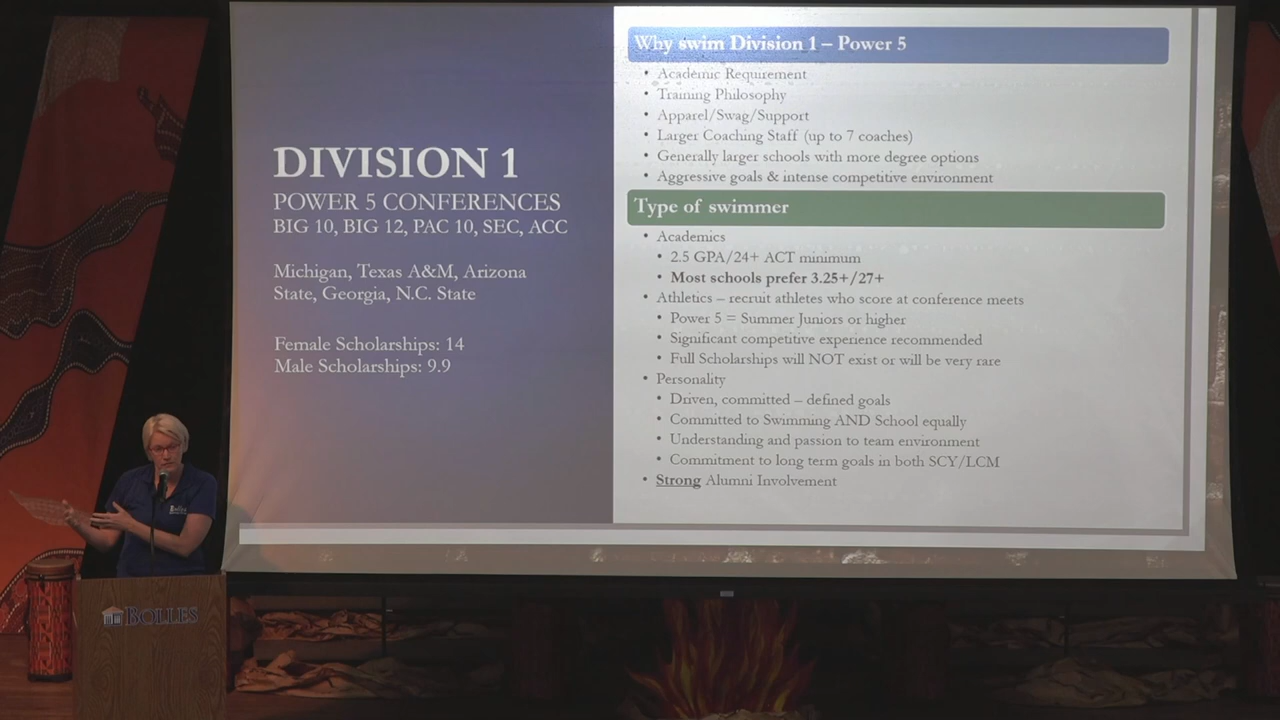 DIVISION 1
POWER 5 CONFERENCES
BIG 10, BIG 12, PAC 10, SEC, ACC
Michigan, Texas A&M, Arizona
State, Georgia, N.C. State
Female Scholarships: 14
Male Scholarships: 9.9
Why swim Division 1 – Power 5
• Academic Requirement
• Training Philosophy
• Apparel/Swag/Support
• Larger Coaching Staff (up to 7 coaches)
• Generally larger schools with more degree options
• Aggressive goals & intense competitive environment
Type of swimmer
• Academics
• 2.5 GPA/24+ ACT minimum
• Most schools prefer 3.25+/27+
• Athletics – recruit athletes who score at conference meets
• Power 5 = Summer Juniors or higher
• Significant competitive experience recommended
• Full Scholarships will NOT exist or will be very rare
• Personality
• Driven, committed – defined goals
• Committed to Swimming AND School equally
• Understanding and passion to team environment
• Commitment to long term goals in both SCY/LCM
• Strong Alumni Involvement
BOLLES